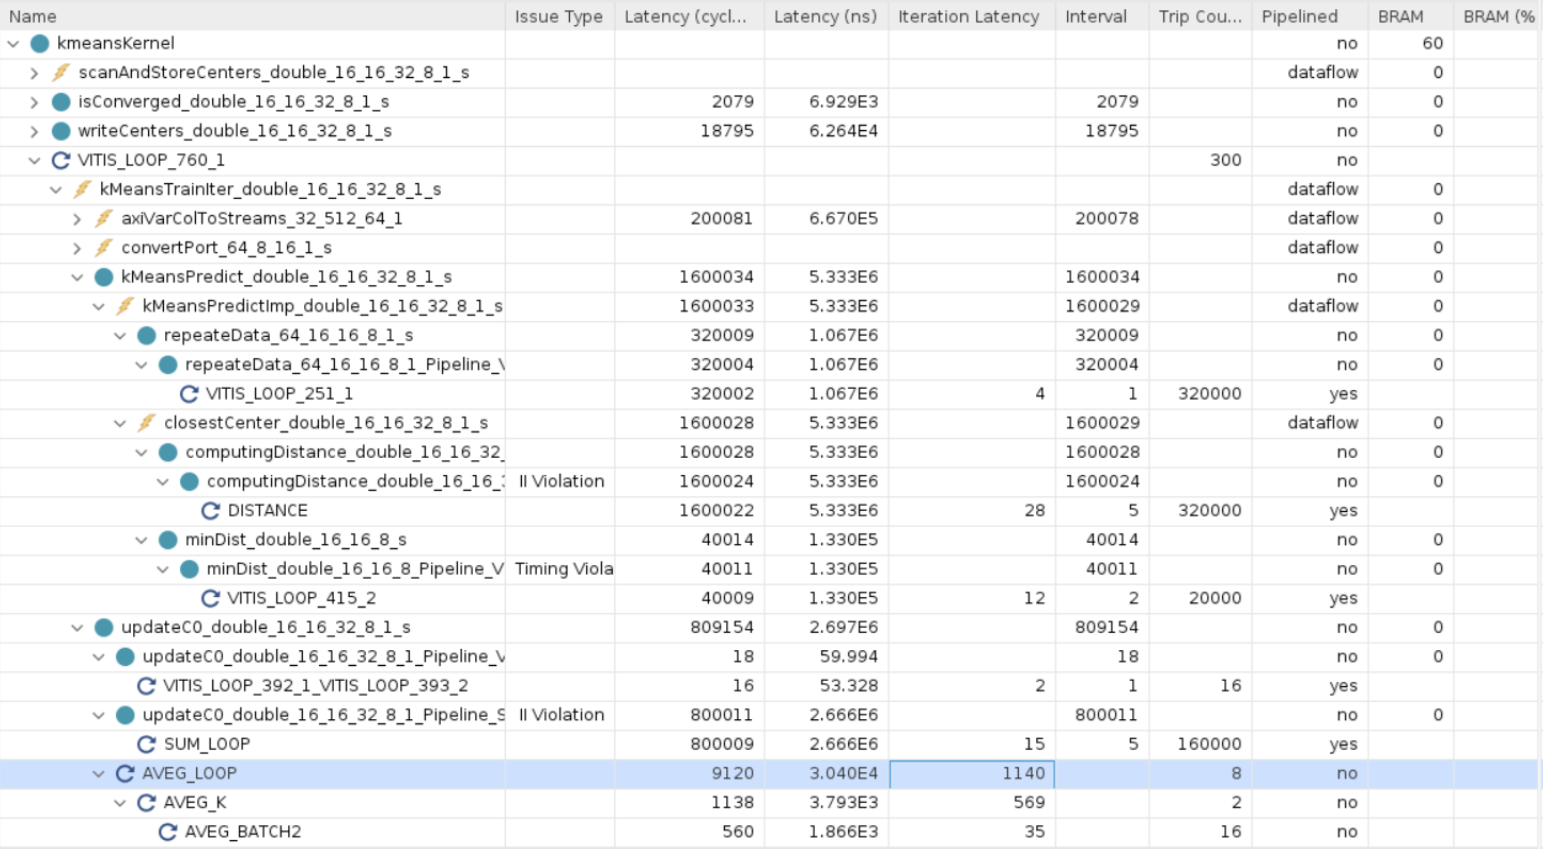 Name Issue Type Latency (cycl... Latency (ns) Iteration Latency Interval Trip Cou... Pipelined BRAM BRAM (%
kmeansKernel no 60
scanAndStoreCenters_double_16_16_32_8_1_s dataflow 0
isConverged_double_16_16_32_8_1_s 2079 6.929E3 2079 no 0
writeCenters_double_16_16_32_8_1_s 18795 6.264E4 18795 no 0
VITIS_LOOP_760_1 300 no
kMeansTrainIter_double_16_16_32_8_1_s dataflow 0
axiVarColToStreams_32_512_64_1 200081 6.670E5 200078 dataflow 0
convertPort_64_8_16_1_s dataflow 0
kMeansPredict_double_16_16_32_8_1_s 1600034 5.333E6 1600034 no 0
kMeansPredictImp_double_16_16_32_8_1_s 1600033 5.333E6 1600029 dataflow 0
repeateData_64_16_16_8_1_s 320009 1.067E6 320009 no 0
repeateData_64_16_16_8_1_Pipeline_V 320004 1.067E6 320004 no 0
VITIS_LOOP_251_1 320002 1.067E6 4 1 320000 yes
closestCenter_double_16_16_32_8_1_s 1600028 5.333E6 1600029 dataflow 0
computingDistance_double_16_16_32_ 1600028 5.333E6 1600028 no 0
computingDistance_double_16_16_3 II Violation 1600024 5.333E6 1600024 no 0
DISTANCE 1600022 5.333E6 28 5 320000 yes
minDist_double_16_16_8_s 40014 1.330E5 40014 no 0
minDist_double_16_16_8_Pipeline_V Timing Viola 40011 1.330E5 40011 no 0
VITIS_LOOP_415_2 40009 1.330E5 12 2 20000 yes
updateC0_double_16_16_32_8_1_s 809154 2.697E6 809154 no 0
updateC0_double_16_16_32_8_1_Pipeline_V 18 59.994 18 no 0
VITIS_LOOP_392_1_VITIS_LOOP_393_2 16 53.328 2 1 16 yes
updateC0_double_16_16_32_8_1_Pipeline_S II Violation 800011 2.666E6 800011 no 0
SUM_LOOP 800009 2.666E6 15 5 160000 yes
AVEG_LOOP 9120 3.040E4 1140 8 no
AVEG_K 1138 3.793E3 569 2 no
AVEG_BATCH2 560 1.866E3 35 16 no